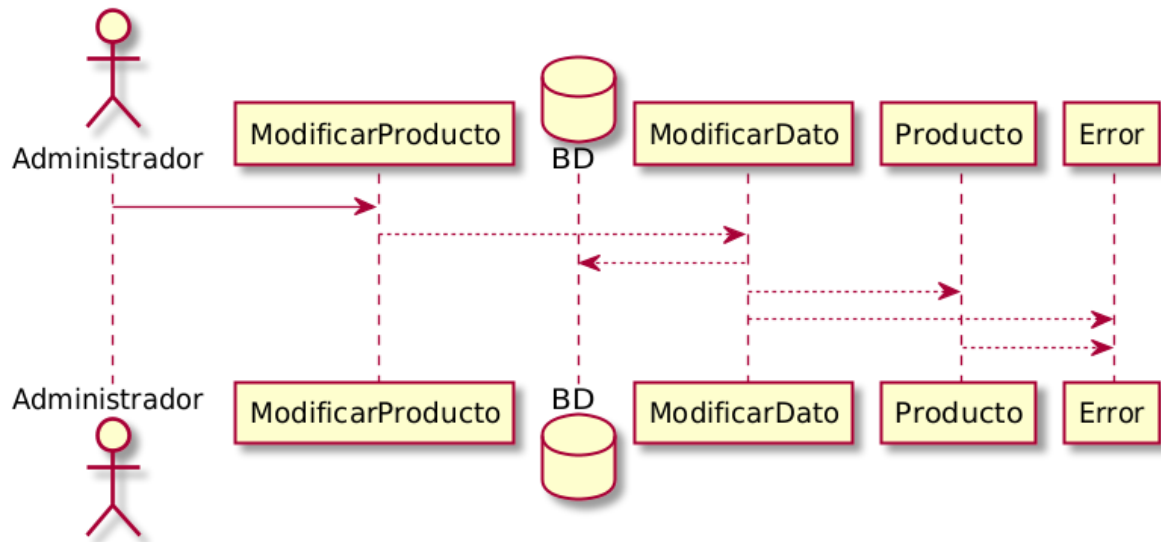 Administrador
ModificarProducto
BD
ModificarDato
Producto
Error
Administrador
ModificarProducto
BD
ModificarDato
Producto
Error